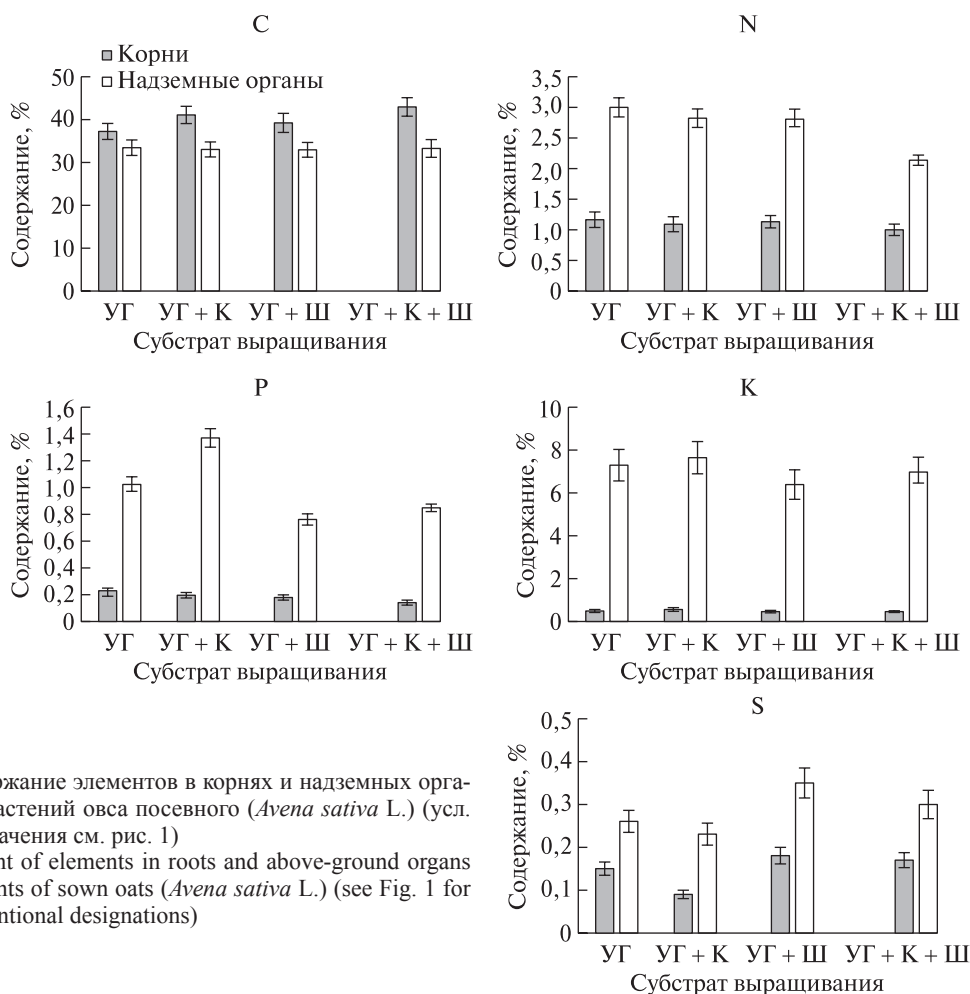 C
Корни
Надземные органы
Содержание, %
50
40
30
20
10
0
УГ УГ + К УГ + Ш УГ + К + Ш
Субстрат выращивания
N
Содержание, %
3,5
3,0
2,5
2,0
1,5
1,0
0,5
0
УГ УГ + К УГ + Ш УГ + К + Ш
Субстрат выращивания
P
Содержание, %
1,6
1,4
1,2
1,0
0,8
0,6
0,4
0,2
0
УГ УГ + К УГ + Ш УГ + К + Ш
Субстрат выращивания
K
Содержание, %
10
8
6
4
2
0
УГ УГ + К УГ + Ш УГ + К + Ш
Субстрат выращивания
S
Содержание, %
0,5
0,4
0,3
0,2
0,1
0
УГ УГ + К УГ + Ш УГ + К + Ш
Субстрат выращивания
ржание элементов в корнях и надземных орга-
астений овса посевного (Avena sativa L.) (усл.
ачения см. рис. 1)
nt of elements in roots and above-ground organs
nts of sown oats (Avena sativa L.) (see Fig. 1 for
entional designations)